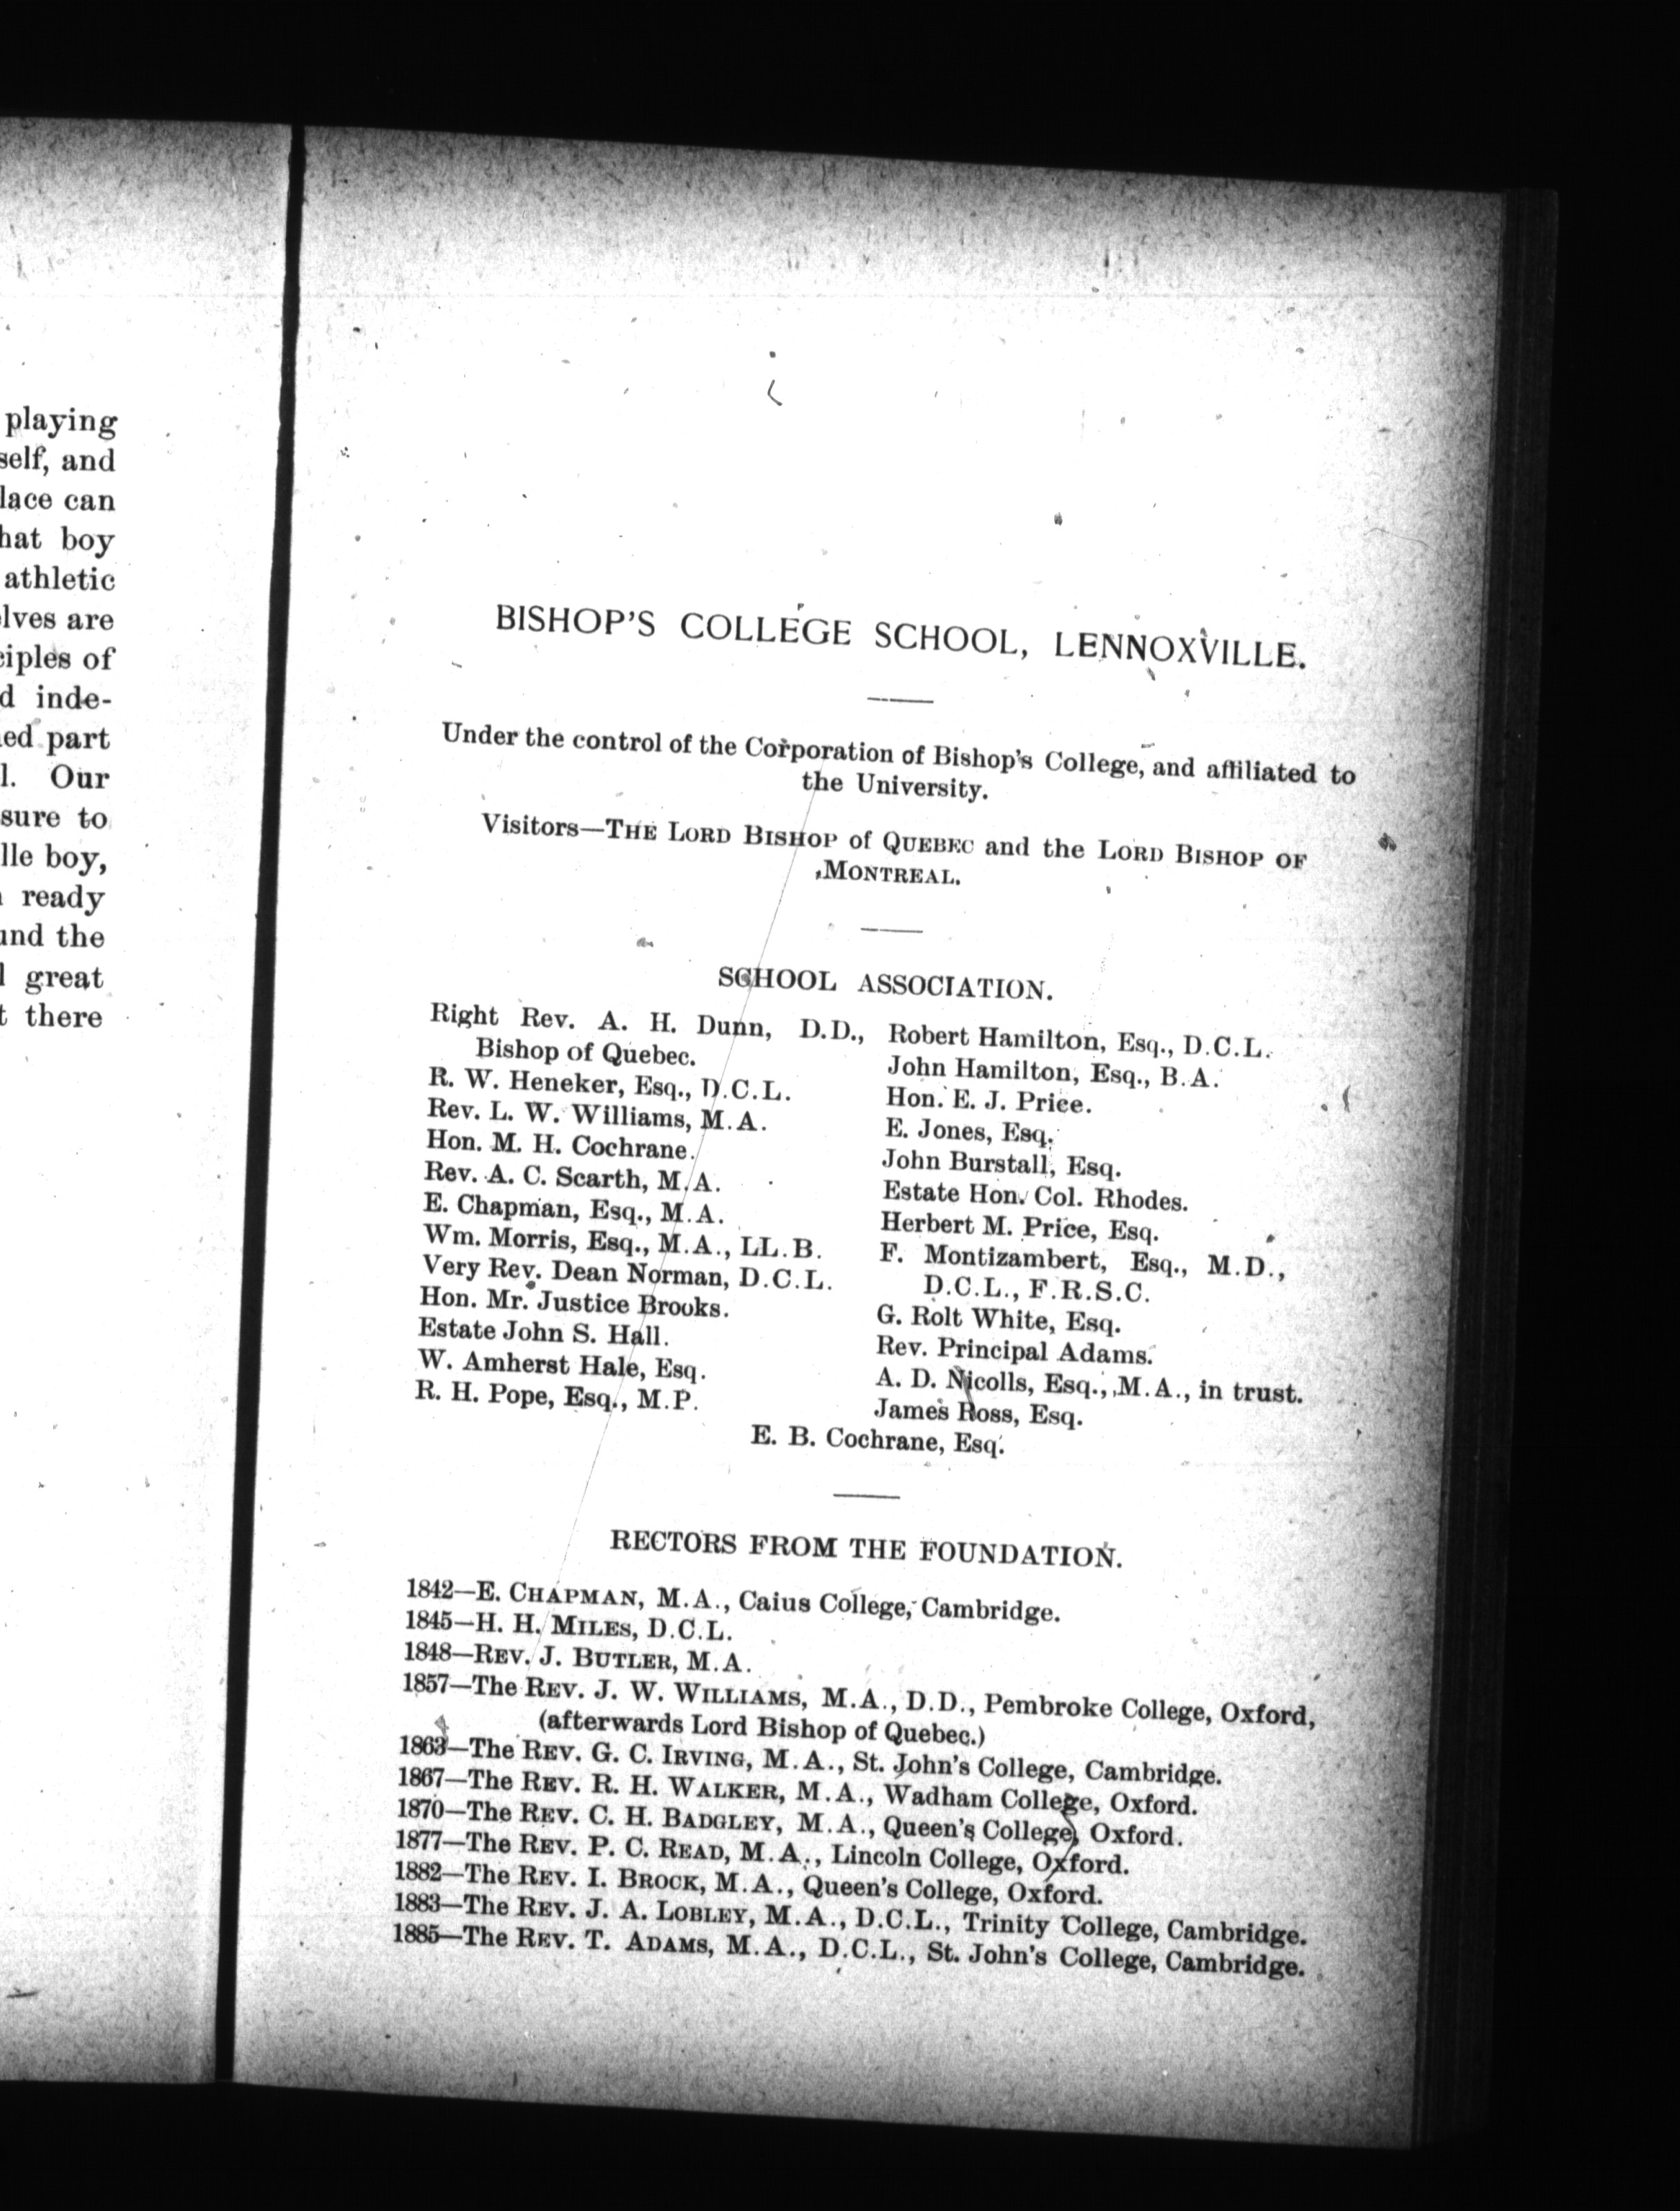 playing
self, and
lace can
hat boy
athletic
lves are
ciples of
d inde-
ned part
l. Our
sure to
lle boy,
ready
und the
great
t there
BISHOP'S COLLEGE SCHOOL, LENNOXVILLE.
Under the control of the Corporation of Bishop's College, and affiliated to
the University.
Visitors—THE LORD BISHOP of QUEBEC and the LORD BISHOP OF
MONTREAL.
SCHOOL ASSOCIATION.
Right Rev. A. H. Dunn, D.D.,
Bishop of Quebec.
R. W. Heneker, Esq., D.C.L.
Rev. L. W. Williams, M.A.
Hon. M. H. Cochrane.
Rev. A. C. Scarth, M.A.
E. Chapman, Esq., M.A.
Wm. Morris, Esq., M.A., LL.B.
Very Rev. Dean Norman, D.C.L.
Hon. Mr. Justice Brooks.
Estate John S. Hall.
W. Amherst Hale, Esq.
R. H. Pope, Esq., M.P.
Robert Hamilton, Esq., D.C.L.
John Hamilton, Esq., B.A.
Hon. E. J. Price.
E. Jones, Esq.
John Burstall, Esq.
Estate Hon. Col. Rhodes.
Herbert M. Price, Esq.
F. Montizambert, Esq., M.D.,
D.C.L., F.R.S.C.
G. Rolt White, Esq.
Rev. Principal Adams.
A. D. Nicolls, Esq., M.A., in trust.
James Ross, Esq.
E. B. Cochrane, Esq.
RECTORS FROM THE FOUNDATION.
1842—E. CHAPMAN, M.A., Caius College, Cambridge.
1845—H. H. MILES, D.C.L.
1848—REV. J. BUTLER, M.A.
1857—The REV. J. W. WILLIAMS, M.A., D.D., Pembroke College, Oxford,
(afterwards Lord Bishop of Quebec.)
1863—The REV. G. C. IRVING, M.A., St. John's College, Cambridge.
1867—The REV. R. H. WALKER, M.A., Wadham College, Oxford.
1870—The REV. C. H. BADGLEY, M.A., Queen's College, Oxford.
1877—The REV. P. C. READ, M.A., Lincoln College, Oxford.
1882—The REV. I. BROCK, M.A., Queen's College, Oxford.
1883—The REV. J. A. LOBLEY, M.A., D.C.L., Trinity College, Cambridge.
1885—The REV. T. ADAMS, M.A., D.C.L., St. John's College, Cambridge.